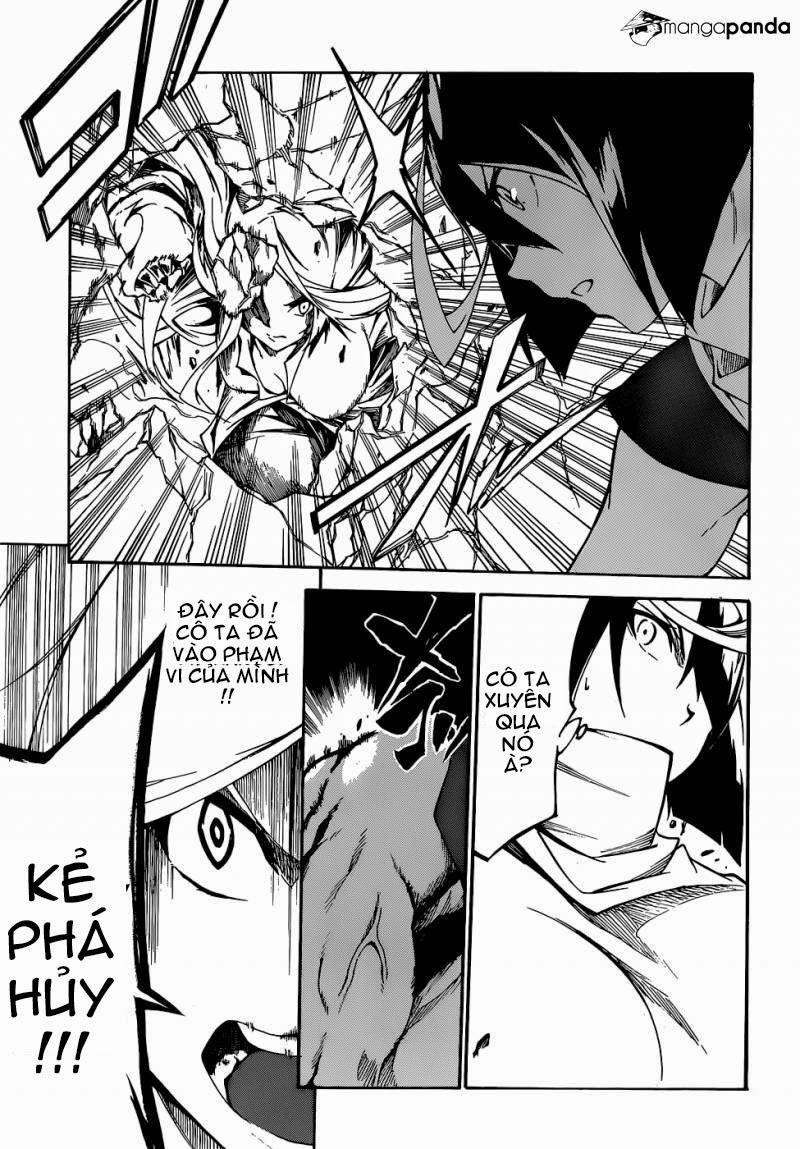 mangapanda
CÔ TA
XUYÊN
QUA
NÓ
À?
ĐÂY RỒI!
CÔ TA ĐÃ
VÀO PHẠM
VI CỦA MÌNH
!!
KẺ
PHÁ
HỦY
!!!